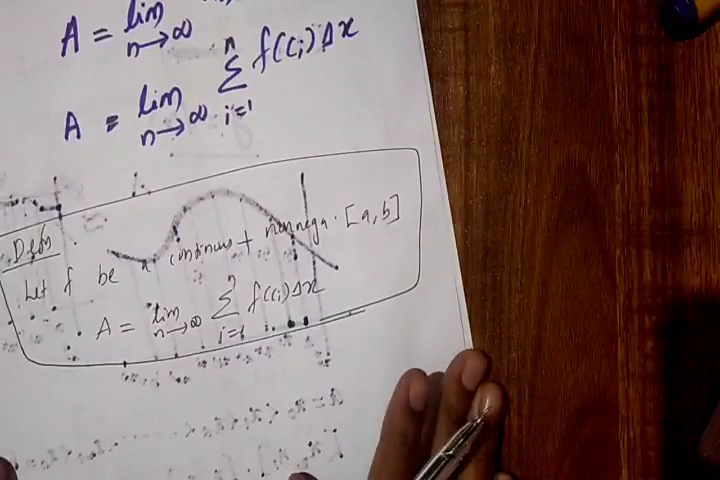 A = lim n→∞
A = lim n→∞ n Σ i=1 f(ci) Δx
Defn.
Let f be a continuous + nonnega. [a, b]
A = lim n→∞ n Σ i=1 f(ci) Δx